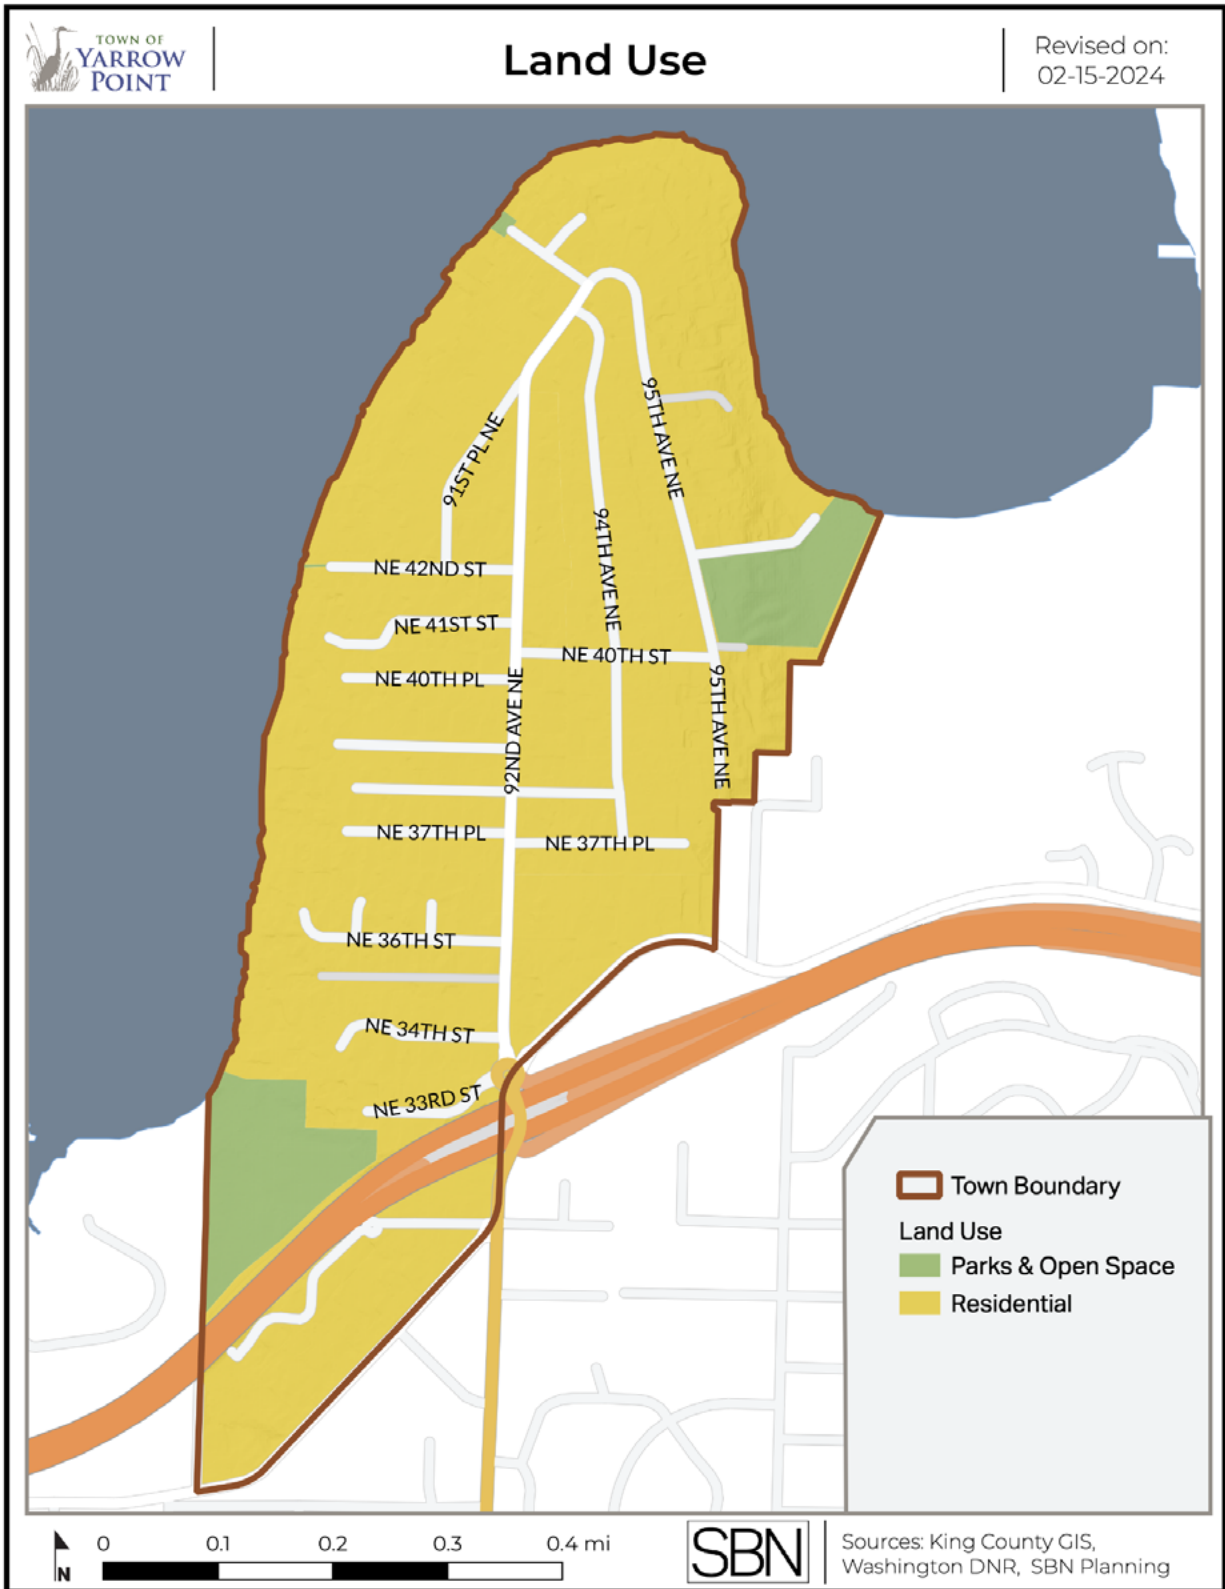 TOWN OF
YARROW
POINT
Land Use
Revised on:
02-15-2024
91ST PL NE
95TH AVE NE
94TH AVE NE
NE 42ND ST
NE 41ST ST
NE 40TH ST
NE 40TH PL
92ND AVE NE
95TH AVE NE
NE 37TH PL
NE 37TH PL
NE 36TH ST
NE 34TH ST
NE 33RD ST
Town Boundary
Land Use
Parks & Open Space
Residential
N
0 0.1 0.2 0.3 0.4 mi
SBN
Sources: King County GIS,
Washington DNR, SBN Planning